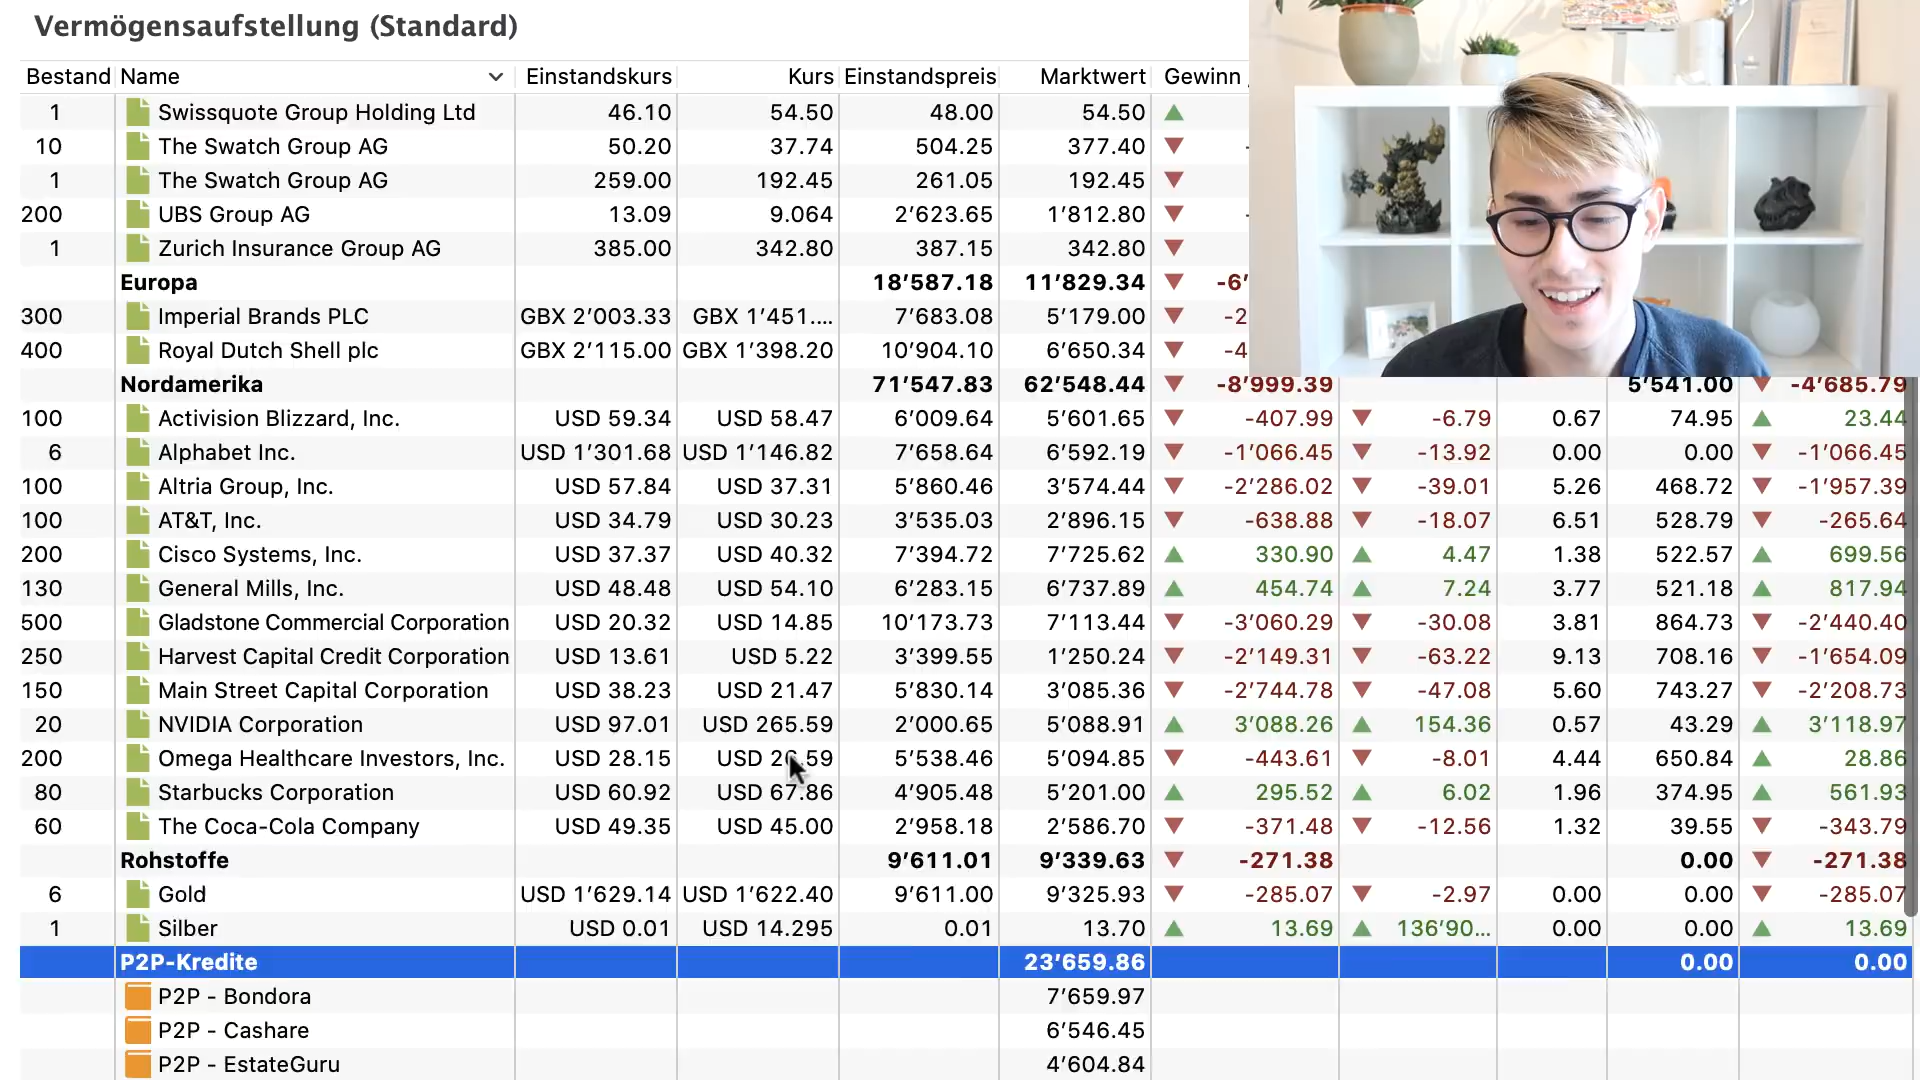 Vermögensaufstellung (Standard)
Bestand Name Einstandskurs Kurs Einstandspreis Marktwert Gewinn
1 Swissquote Group Holding Ltd 46.10 54.50 48.00 54.50
10 The Swatch Group AG 50.20 37.74 504.25 377.40 -
1 The Swatch Group AG 259.00 192.45 261.05 192.45
200 UBS Group AG 13.09 9.064 2’623.65 1’812.80 -
1 Zurich Insurance Group AG 385.00 342.80 387.15 342.80
Europa 18’587.18 11’829.34 -6’
300 Imperial Brands PLC GBX 2’003.33 GBX 1’451.... 7’683.08 5’179.00 -2
400 Royal Dutch Shell plc GBX 2’115.00 GBX 1’398.20 10’904.10 6’650.34 -4
Nordamerika 71’547.83 62’548.44 -8’999.39 5’541.00 -4’685.79
100 Activision Blizzard, Inc. USD 59.34 USD 58.47 6’009.64 5’601.65 -407.99 -6.79 0.67 74.95 23.44
6 Alphabet Inc. USD 1’301.68 USD 1’146.82 7’658.64 6’592.19 -1’066.45 -13.92 0.00 0.00 -1’066.45
100 Altria Group, Inc. USD 57.84 USD 37.31 5’860.46 3’574.44 -2’286.02 -39.01 5.26 468.72 -1’957.39
100 AT&T, Inc. USD 34.79 USD 30.23 3’535.03 2’896.15 -638.88 -18.07 6.51 528.79 -265.64
200 Cisco Systems, Inc. USD 37.37 USD 40.32 7’394.72 7’725.62 330.90 4.47 1.38 522.57 699.56
130 General Mills, Inc. USD 48.48 USD 54.10 6’283.15 6’737.89 454.74 7.24 3.77 521.18 817.94
500 Gladstone Commercial Corporation USD 20.32 USD 14.85 10’173.73 7’113.44 -3’060.29 -30.08 3.81 864.73 -2’440.40
250 Harvest Capital Credit Corporation USD 13.61 USD 5.22 3’399.55 1’250.24 -2’149.31 -63.22 9.13 708.16 -1’654.09
150 Main Street Capital Corporation USD 38.23 USD 21.47 5’830.14 3’085.36 -2’744.78 -47.08 5.60 743.27 -2’208.73
20 NVIDIA Corporation USD 97.01 USD 265.59 2’000.65 5’088.91 3’088.26 154.36 0.57 43.29 3’118.97
200 Omega Healthcare Investors, Inc. USD 28.15 USD 26.59 5’538.46 5’094.85 -443.61 -8.01 4.44 650.84 28.86
80 Starbucks Corporation USD 60.92 USD 67.86 4’905.48 5’201.00 295.52 6.02 1.96 374.95 561.93
60 The Coca-Cola Company USD 49.35 USD 45.00 2’958.18 2’586.70 -371.48 -12.56 1.32 39.55 -343.79
Rohstoffe 9’611.01 9’339.63 -271.38 0.00 -271.38
6 Gold USD 1’629.14 USD 1’622.40 9’611.00 9’325.93 -285.07 -2.97 0.00 0.00 -285.07
1 Silber USD 0.01 USD 14.295 0.01 13.70 13.69 136’90... 0.00 0.00 13.69
P2P-Kredite 23’659.86 0.00 0.00
P2P - Bondora 7’659.97
P2P - Cashare 6’546.45
P2P - EstateGuru 4’604.84